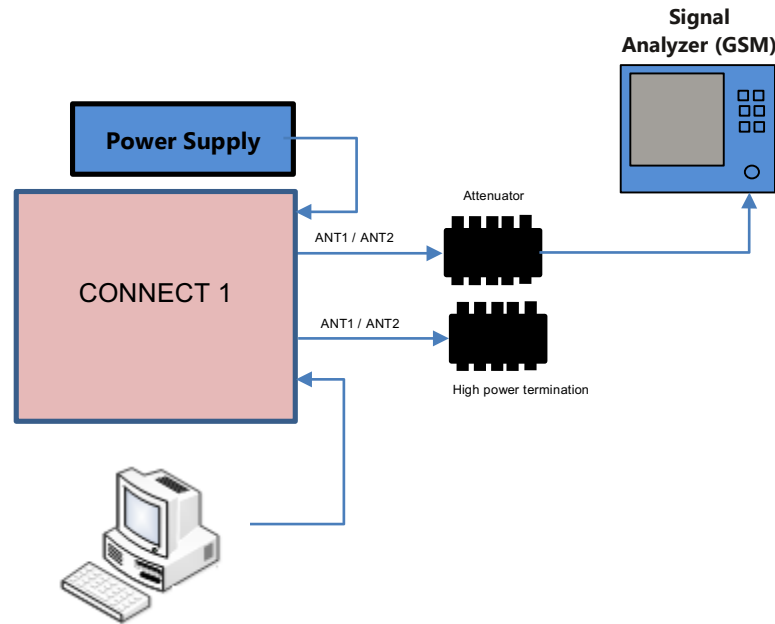 Signal
Analyzer (GSM)
Power Supply
Attenuator
ANT1 / ANT2
CONNECT 1
ANT1 / ANT2
High power termination